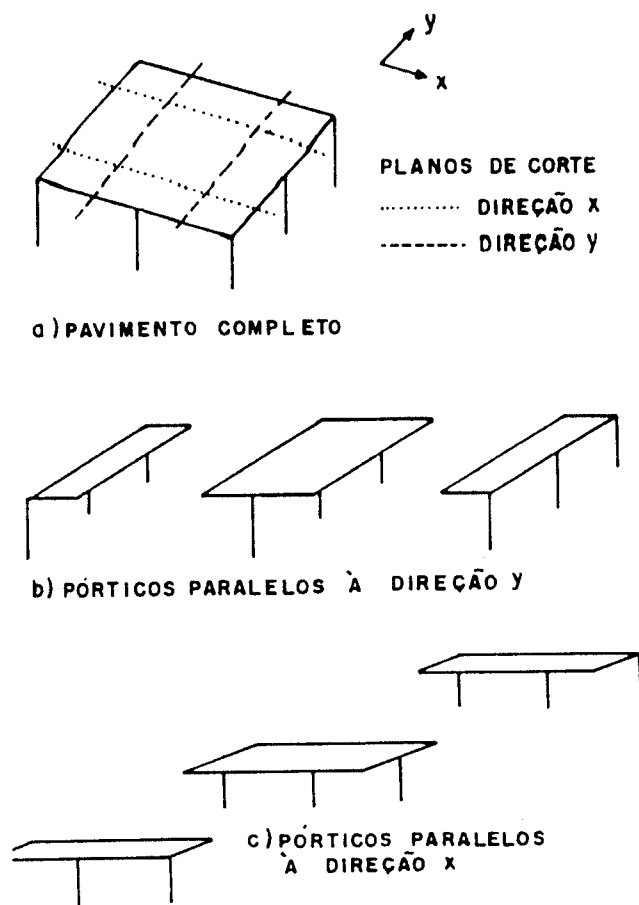 y
x
PLANOS DE CORTE
DIREÇÃO X
DIREÇÃO y
a) PAVIMENTO COMPLETO
b) PÓRTICOS PARALELOS À DIREÇÃO y
c) PÓRTICOS PARALELOS
À DIREÇÃO X